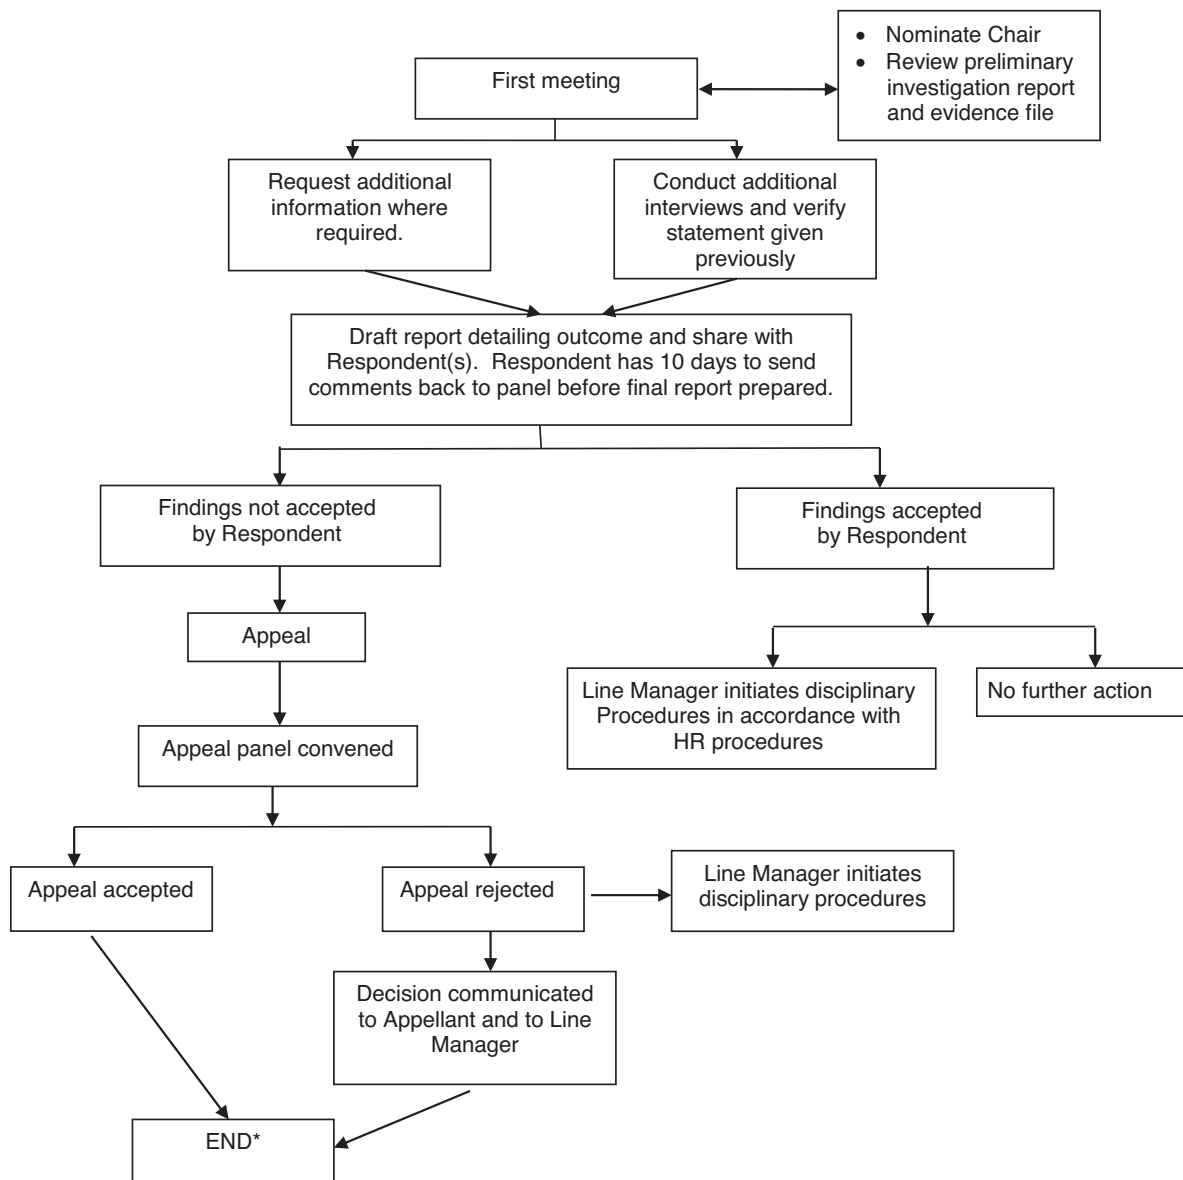 • Nominate Chair
• Review preliminary
investigation report
and evidence file
First meeting
Request additional
information where
required.
Conduct additional
interviews and verify
statement given
previously
Draft report detailing outcome and share with
Respondent(s). Respondent has 10 days to send
comments back to panel before final report prepared.
Findings not accepted
by Respondent
Findings accepted
by Respondent
Appeal
Line Manager initiates disciplinary
Procedures in accordance with
HR procedures
No further action
Appeal panel convened
Appeal accepted
Appeal rejected
Line Manager initiates
disciplinary procedures
Decision communicated
to Appellant and to Line
Manager
END*